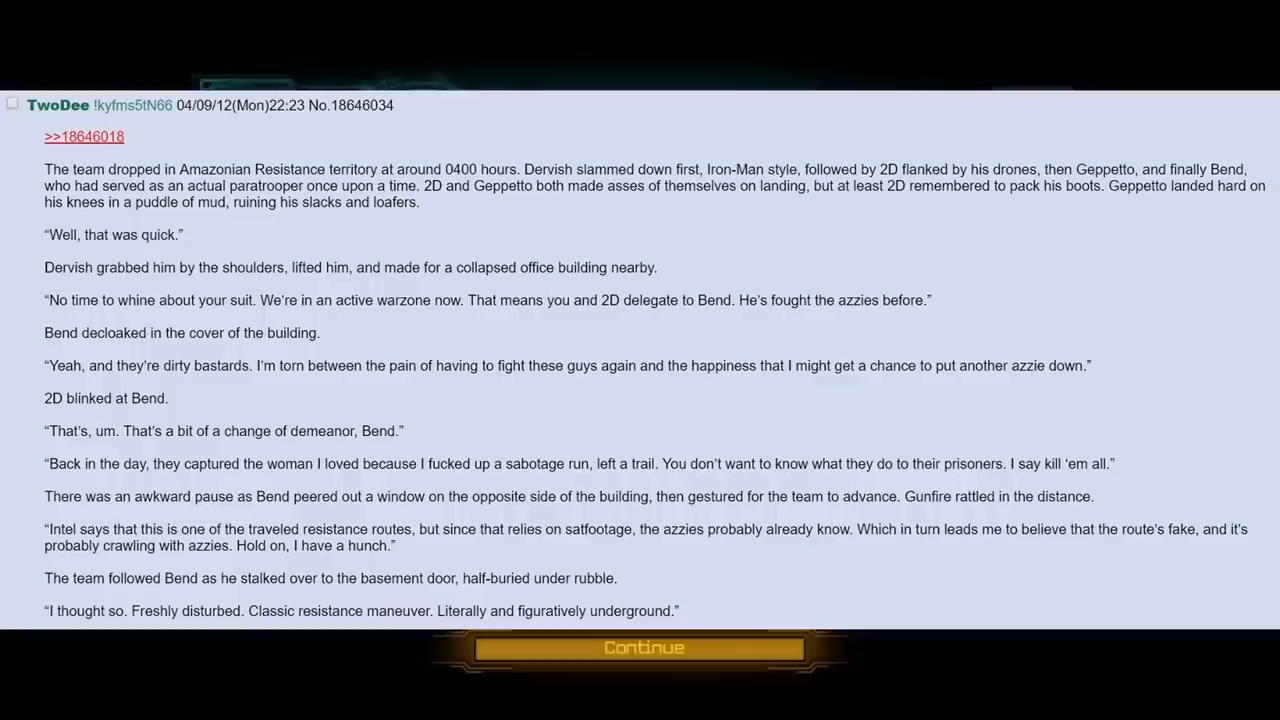 TwoDee !kyfms5tN66 04/09/12(Mon)22:23 No.18646034
>>18646018
The team dropped in Amazonian Resistance territory at around 0400 hours. Dervish slammed down first, Iron-Man style, followed by 2D flanked by his drones, then Geppetto, and finally Bend,
who had served as an actual paratrooper once upon a time. 2D and Geppetto both made asses of themselves on landing, but at least 2D remembered to pack his boots. Geppetto landed hard on
his knees in a puddle of mud, ruining his slacks and loafers.
“Well, that was quick.”
Dervish grabbed him by the shoulders, lifted him, and made for a collapsed office building nearby.
“No time to whine about your suit. We’re in an active warzone now. That means you and 2D delegate to Bend. He’s fought the azzies before.”
Bend decloaked in the cover of the building.
“Yeah, and they’re dirty bastards. I’m torn between the pain of having to fight these guys again and the happiness that I might get a chance to put another azzie down.”
2D blinked at Bend.
“That’s, um. That’s a bit of a change of demeanor, Bend.”
“Back in the day, they captured the woman I loved because I fucked up a sabotage run, left a trail. You don’t want to know what they do to their prisoners. I say kill ‘em all.”
There was an awkward pause as Bend peered out a window on the opposite side of the building, then gestured for the team to advance. Gunfire rattled in the distance.
“Intel says that this is one of the traveled resistance routes, but since that relies on satfootage, the azzies probably already know. Which in turn leads me to believe that the route’s fake, and it’s
probably crawling with azzies. Hold on, I have a hunch.”
The team followed Bend as he stalked over to the basement door, half-buried under rubble.
“I thought so. Freshly disturbed. Classic resistance maneuver. Literally and figuratively underground.”
Continue